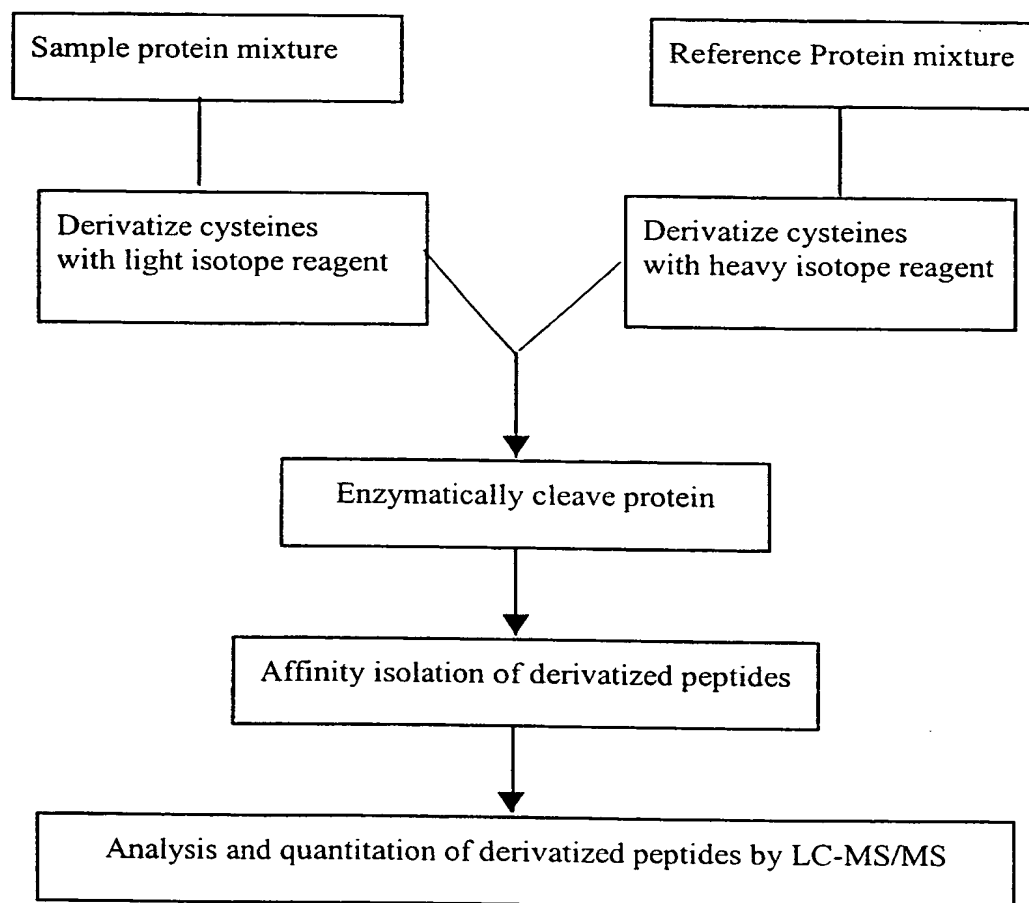 Sample protein mixture
Reference Protein mixture
Derivatize cysteines
with light isotope reagent
Derivatize cysteines
with heavy isotope reagent
Enzymatically cleave protein
Affinity isolation of derivatized peptides
Analysis and quantitation of derivatized peptides by LC-MS/MS